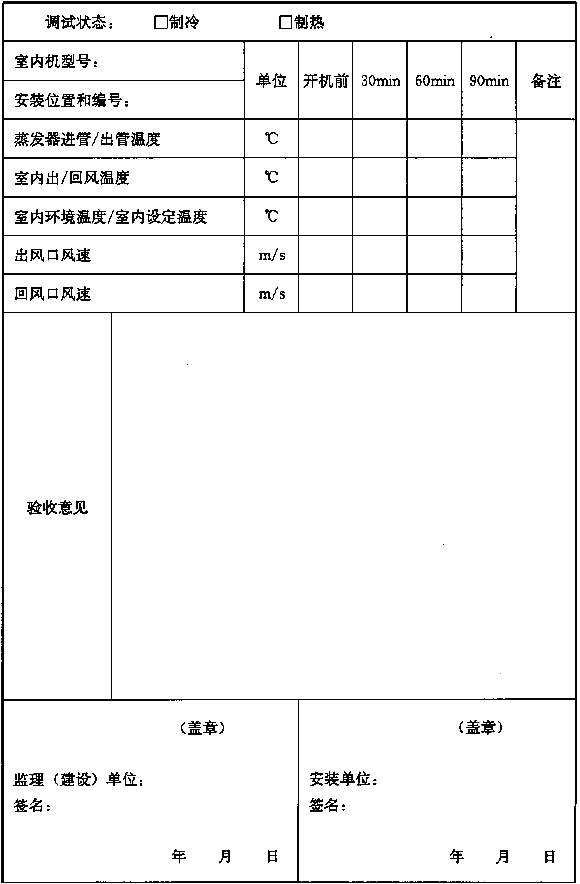 调试状态： □制冷 □制热
室内机型号：
单位 开机前 30min 60min 90min 备注
安装位置和编号：
蒸发器进管/出管温度 ℃
室内出/回风温度 ℃
室内环境温度/室内设定温度 ℃
出风口风速 m/s
回风口风速 m/s
验收意见
（盖章） （盖章）
监理（建设）单位： 安装单位：
签名： 签名：
年 月 日 年 月 日